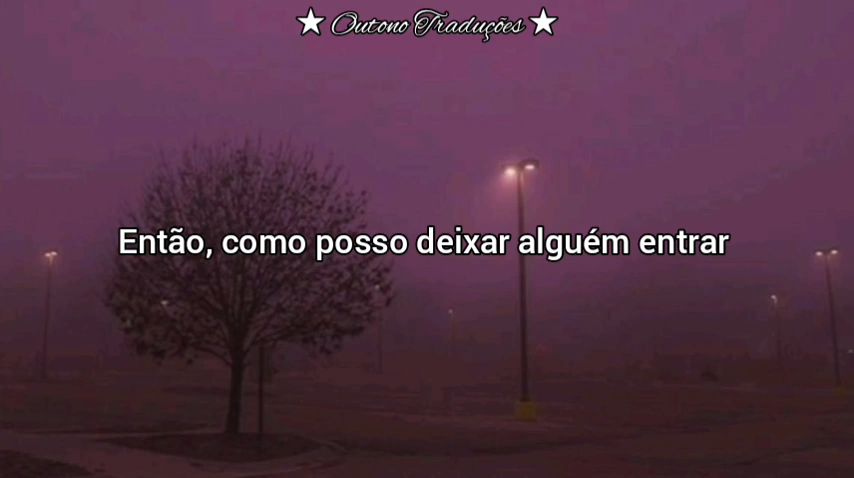 ★ Outono Traduções ★
Então, como posso deixar alguém entrar